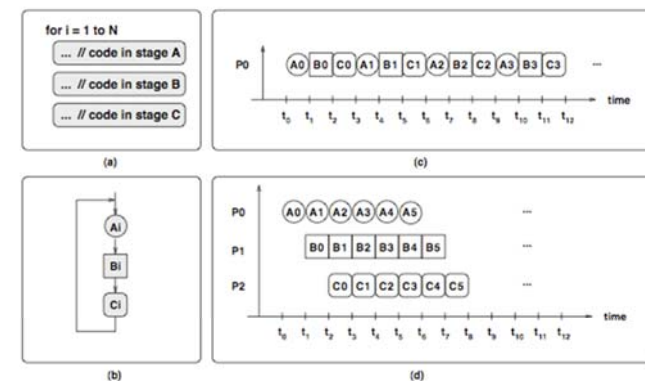 for i = 1 to N
... // code in stage A
... // code in stage B
... // code in stage C
(a)
P0
A0 B0 C0 A1 B1 C1 A2 B2 C2 A3 B3 C3 ...
time
t0 t1 t2 t3 t4 t5 t6 t7 t8 t9 t10 t11 t12
(c)
Ai
Bi
Ci
(b)
P0 A0 A1 A2 A3 A4 A5 ...
P1 B0 B1 B2 B3 B4 B5 ...
P2 C0 C1 C2 C3 C4 C5 ...
time
t0 t1 t2 t3 t4 t5 t6 t7 t8 t9 t10 t11 t12
(d)